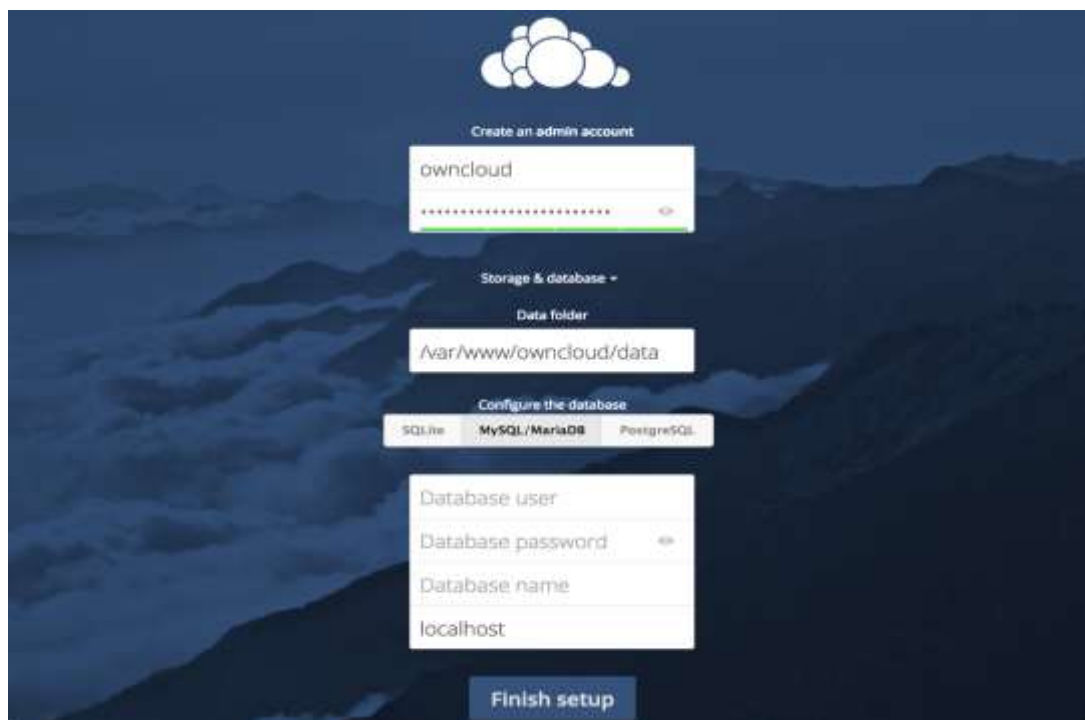 Create an admin account
owncloud
••••••••••••••••••••••••
Storage & database
Data folder
/var/www/owncloud/data
Configure the database
SQLite MySQL/MariaDB PostgreSQL
Database user
Database password
Database name
localhost
Finish setup